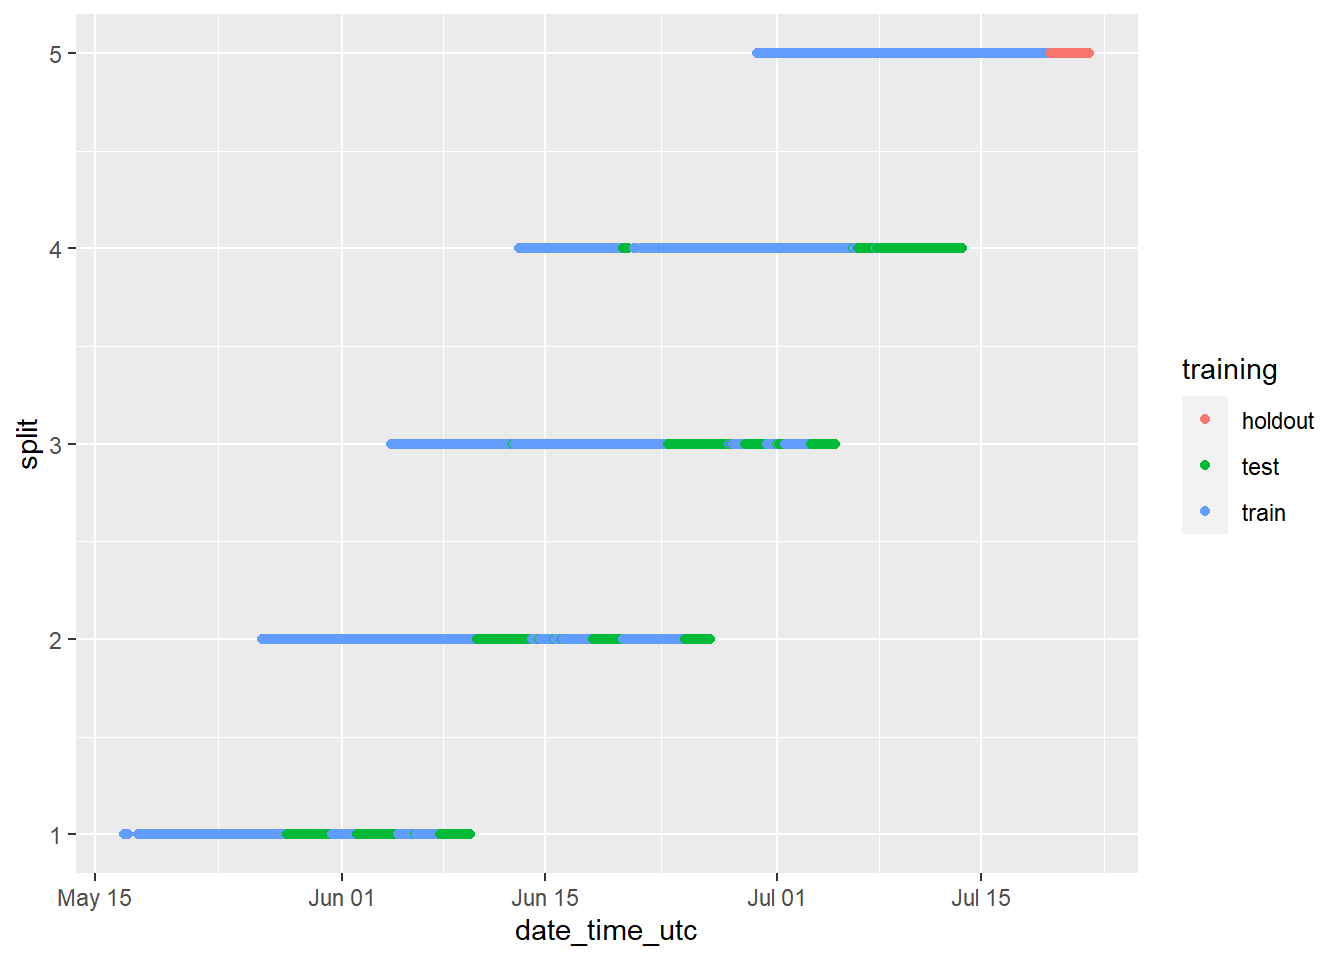 5
4
3
2
1
split
May 15
Jun 01
Jun 15
Jul 01
Jul 15
date_time_utc
training
holdout
test
train